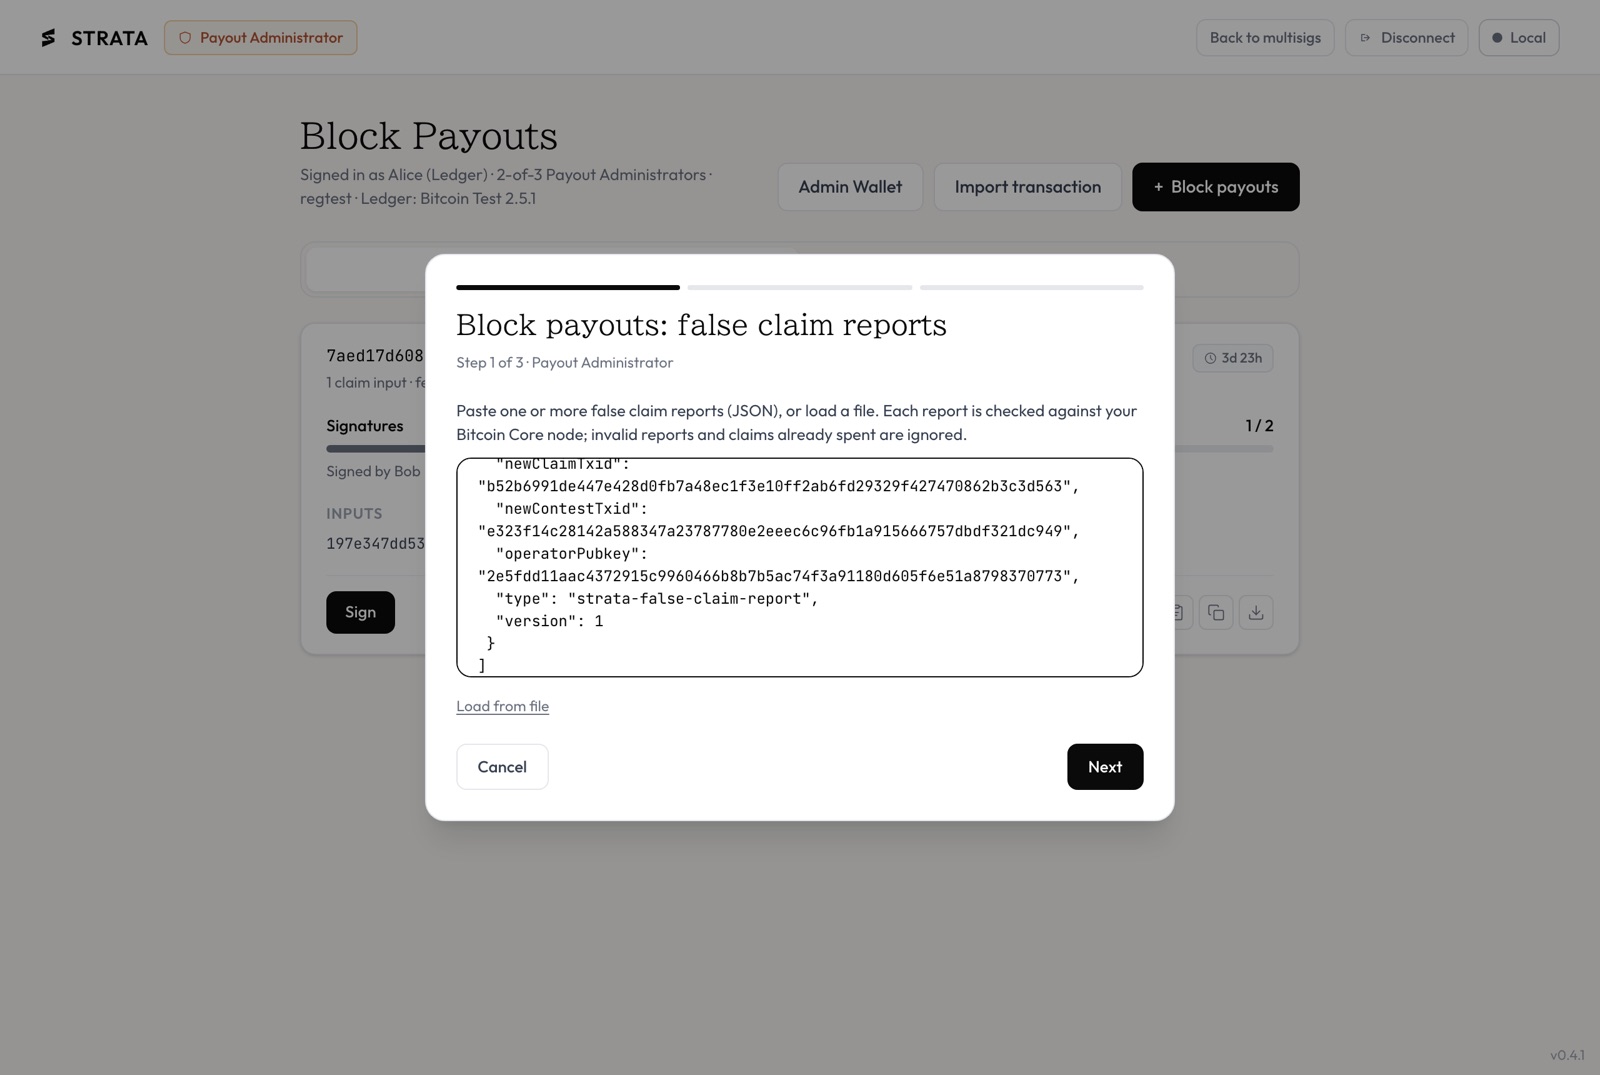 STRATA
Payout Administrator
Back to multisigs
Disconnect
Local
Block Payouts
Signed in as Alice (Ledger) · 2-of-3 Payout Administrators ·
regtest · Ledger: Bitcoin Test 2.5.1
Admin Wallet
Import transaction
+ Block payouts
7aed17d608
3d 23h
1 claim input · fe
Signatures
1 / 2
Signed by Bob
INPUTS
197e347dd53
Sign
Block payouts: false claim reports
Step 1 of 3 · Payout Administrator
Paste one or more false claim reports (JSON), or load a file. Each report is checked against your
Bitcoin Core node; invalid reports and claims already spent are ignored.
"newClaimTxid":
"b52b6991de447e428d0fb7a48ec1f3e10ff2ab6fd29329f427470862b3c3d563",
"newContestTxid":
"e323f14c28142a588347a23787780e2eeec6c96fb1a915666757dbdf321dc949",
"operatorPubkey":
"2e5fdd11aac4372915c9960466b8b7b5ac74f3a91180d605f6e51a8798370773",
"type": "strata-false-claim-report",
"version": 1
}
]
Load from file
Cancel
Next
v0.4.1